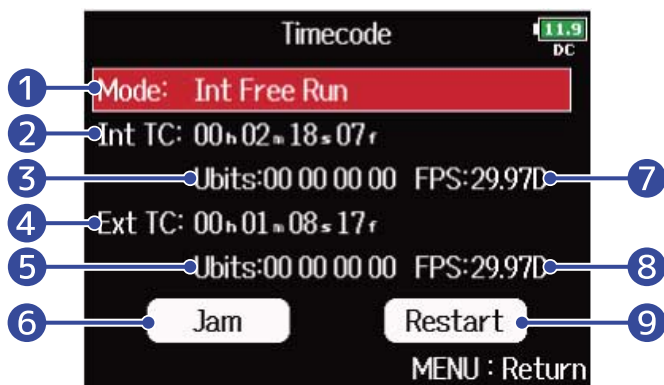 Timecode 11.9
DC
1 Mode: Int Free Run
2 Int TC: 00h02m18s07f
3 Ubits:00 00 00 00 FPS:29.97D 7
4 Ext TC: 00h01m08s17f
5 Ubits:00 00 00 00 FPS:29.97D 8
6 Jam Restart 9
MENU : Return